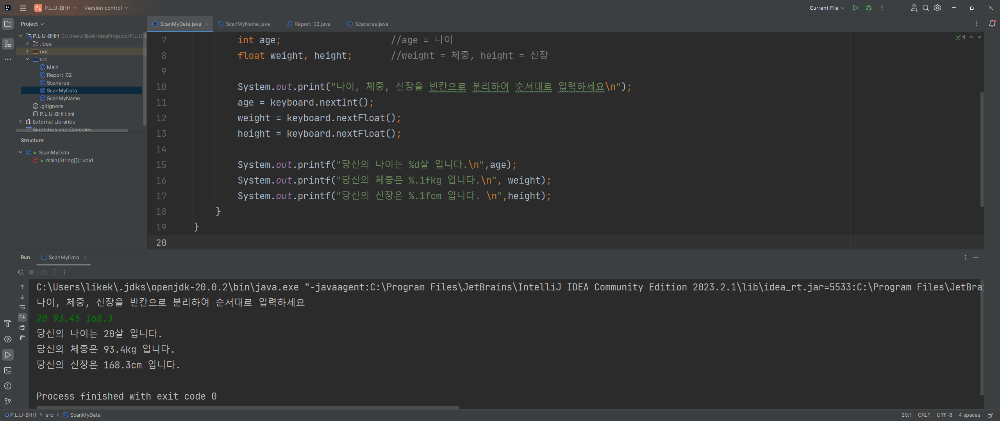 PL P.L.U-BHH Version control Current File
Project
P.L.U-BHH C:\Users\likek\IdeaProjects\P.L.U-B
.idea
out
src
Main
Report_02
Scanarea
ScanMyData
ScanMyName
.gitignore
P.L.U-BHH.iml
External Libraries
Scratches and Consoles
Structure
ScanMyData
main(String[]): void
ScanMyData.java ScanMyName.java Report_02.java Scanarea.java
4
7 int age; //age = 나이
8 float weight, height; //weight = 체중, height = 신장
9
10 System.out.print("나이, 체중, 신장을 빈칸으로 분리하여 순서대로 입력하세요\n");
11 age = keyboard.nextInt();
12 weight = keyboard.nextFloat();
13 height = keyboard.nextFloat();
14
15 System.out.printf("당신의 나이는 %d살 입니다.\n",age);
16 System.out.printf("당신의 체중은 %.1fkg 입니다.\n", weight);
17 System.out.printf("당신의 신장은 %.1fcm 입니다. \n",height);
18 }
19 }
20
Run ScanMyData
C:\Users\likek\.jdks\openjdk-20.0.2\bin\java.exe "-javaagent:C:\Program Files\JetBrains\IntelliJ IDEA Community Edition 2023.2.1\lib\idea_rt.jar=5533:C:\Program Files\JetBrai
나이, 체중, 신장을 빈칸으로 분리하여 순서대로 입력하세요
20 93.45 168.3
당신의 나이는 20살 입니다.
당신의 체중은 93.4kg 입니다.
당신의 신장은 168.3cm 입니다.
Process finished with exit code 0
P.L.U-BHH src ScanMyData 20:1 CRLF UTF-8 4 spaces